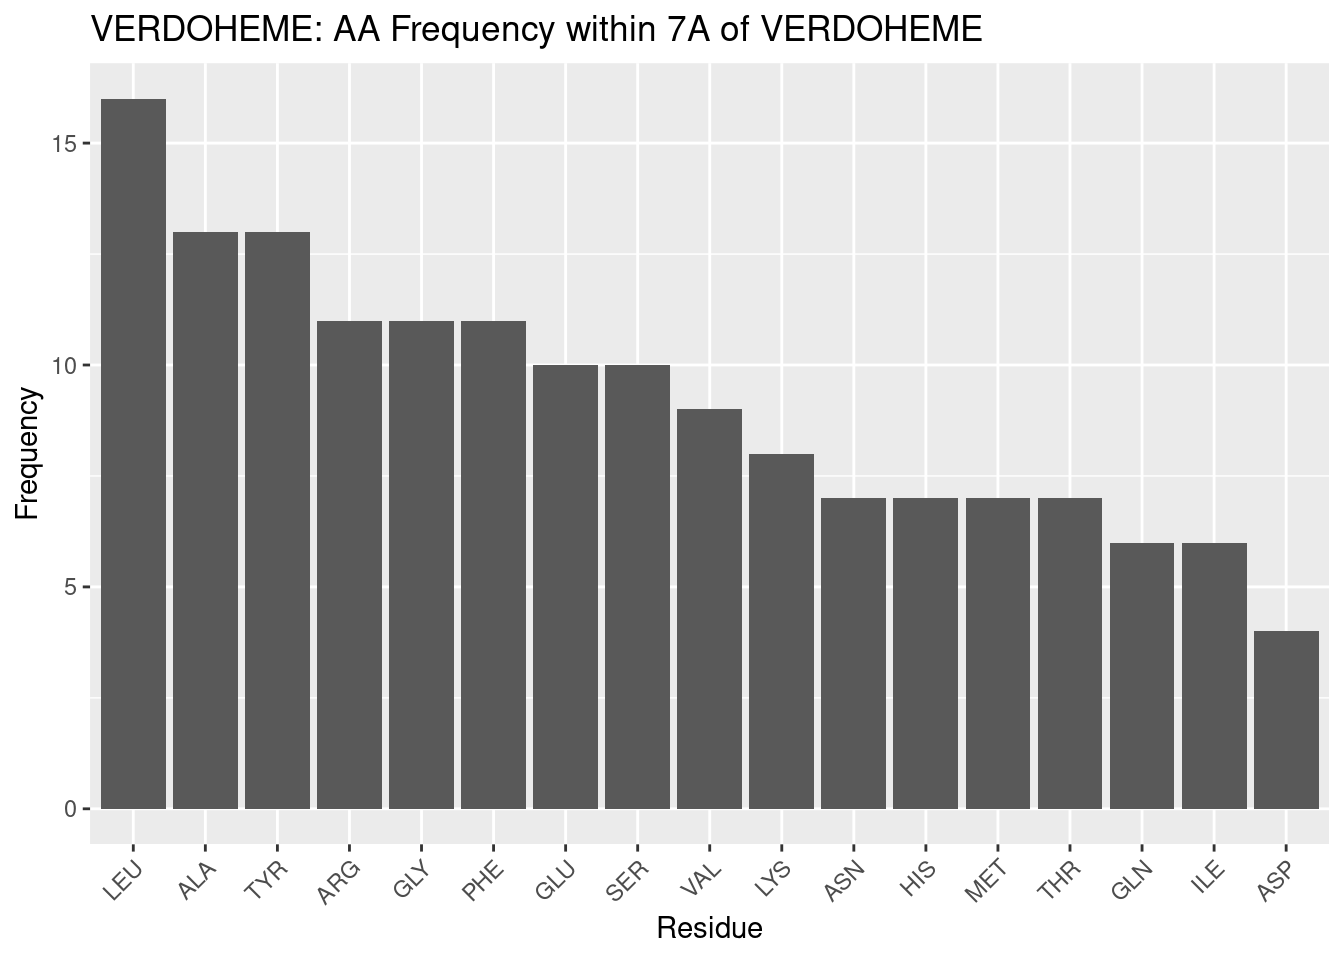 VERDOHEME: AA Frequency within 7A of VERDOHEME
Frequency
15
10
5
0
LEU ALA TYR ARG GLY PHE GLU SER VAL LYS ASN HIS MET THR GLN ILE ASP
Residue